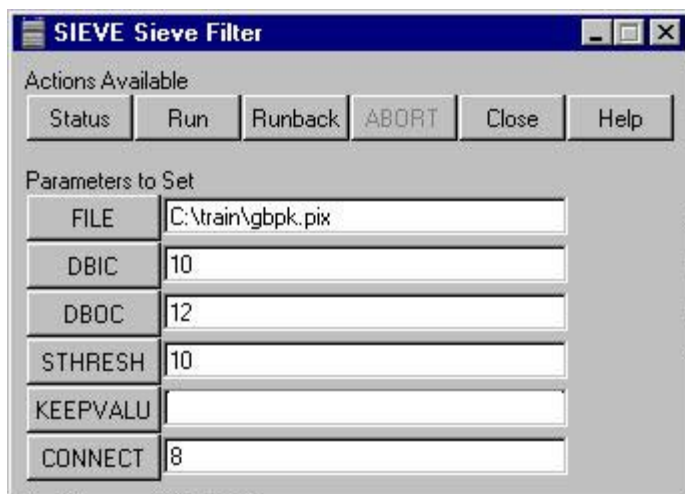 SIEVE Sieve Filter
Actions Available
Status Run Runback ABORT Close Help
Parameters to Set
FILE C:\train\gbpk.pix
DBIC 10
DBOC 12
STHRESH 10
KEEPVALU
CONNECT 8